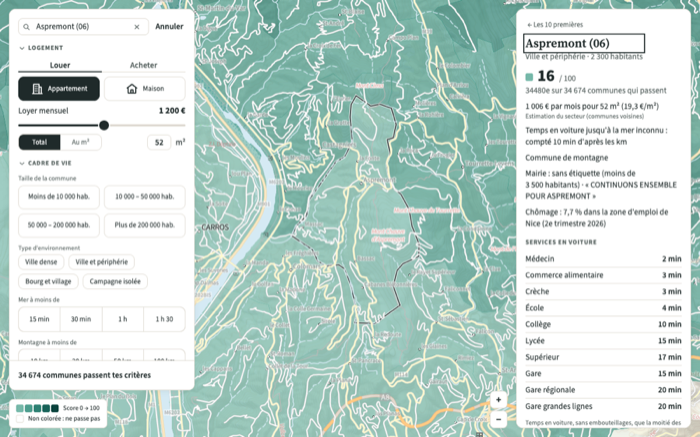 Aspremont (06)
×
Annuler
LOGEMENT
Louer
Acheter
Appartement
Maison
Loyer mensuel
1 200 €
Total
Au m²
52
m²
CADRE DE VIE
Taille de la commune
Moins de 10 000 hab.
10 000 – 50 000 hab.
50 000 – 200 000 hab.
Plus de 200 000 hab.
Type d'environnement
Ville dense
Ville et périphérie
Bourg et village
Campagne isolée
Mer à moins de
15 min
30 min
1 h
1 h 30
Montagne à moins de
34 674 communes passent tes critères
Score 0 → 100
Non colorée : ne passe pas
CARROS
+
−
← Les 10 premières
Aspremont (06)
Ville et périphérie · 2 300 habitants
16 / 100
34480e sur 34 674 communes qui passent
1 006 € par mois pour 52 m² (19,3 €/m²)
Estimation du secteur (communes voisines)
Temps en voiture jusqu'à la mer inconnu :
compté 10 min d'après les km
Commune de montagne
Mairie : sans étiquette (moins de
3 500 habitants) · « CONTINUONS ENSEMBLE
POUR ASPREMONT »
Chômage : 7,7 % dans la zone d'emploi de
Nice (2e trimestre 2026)
SERVICES EN VOITURE
Médecin 2 min
Commerce alimentaire 3 min
Crèche 3 min
École 4 min
Collège 10 min
Lycée 15 min
Supérieur 17 min
Gare 15 min
Gare régionale 20 min
Gare grandes lignes 20 min
Temps en voiture, sans embouteillages, que la moitié des